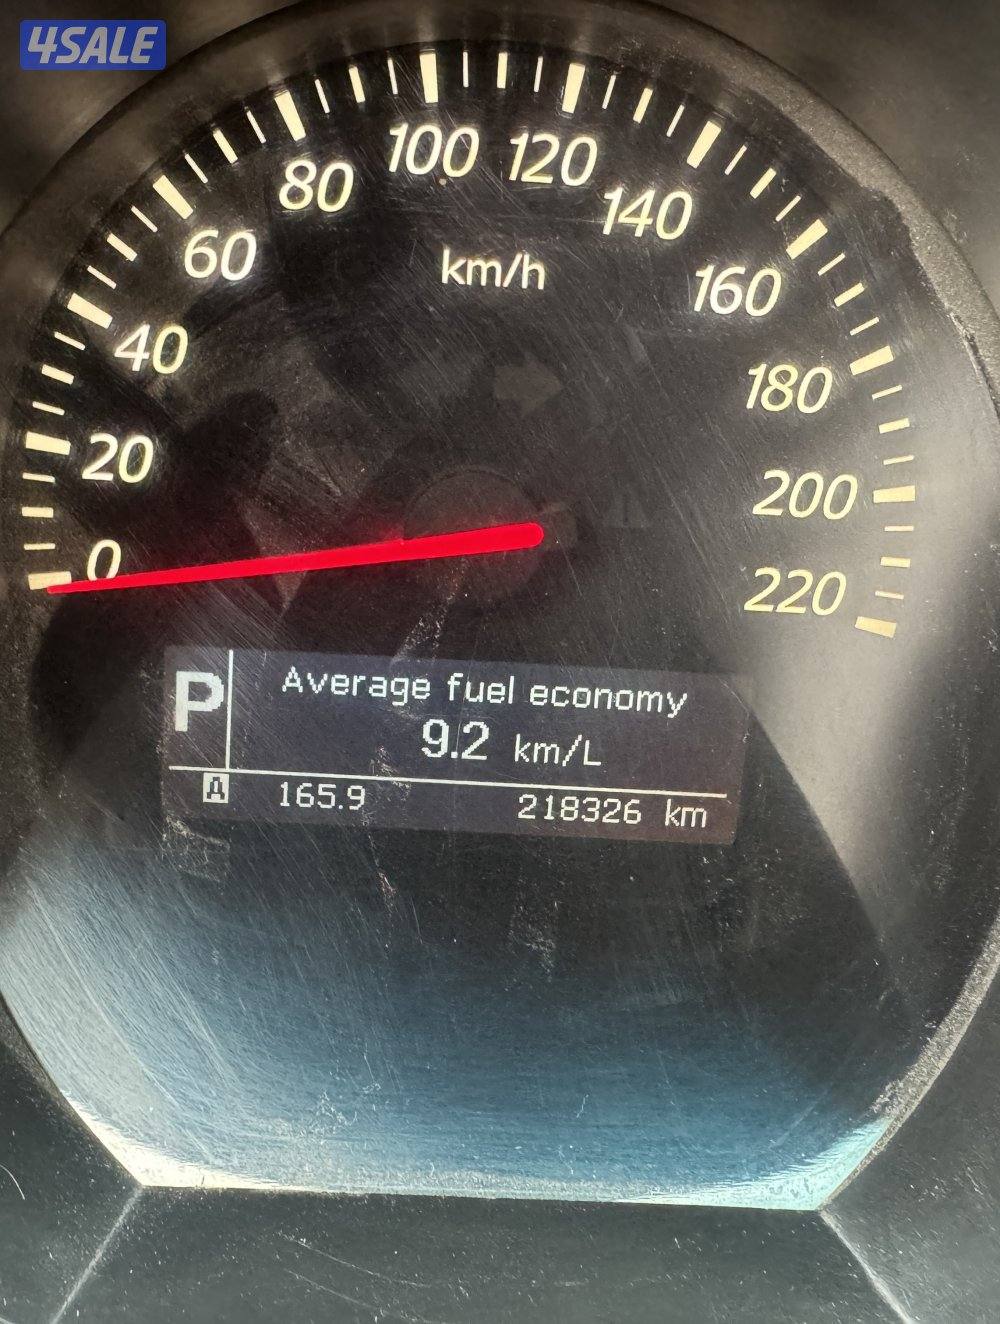 4SALE
100 120
80 140
60 km/h 160
40 180
20 200
0 220
P Average fuel economy
9.2 km/L
A 165.9 218326 km